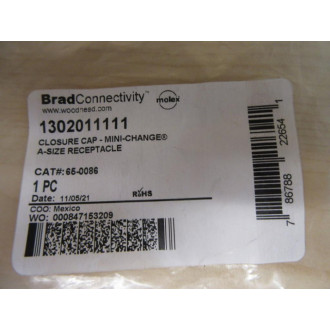 BradConnectivity™
www.woodhead.com
molex
1302011111
CLOSURE CAP - MINI-CHANGE®
A-SIZE RECEPTACLE
CAT#: 65-0086
1 PC
Date: 11/05/21
RoHS
COO: Mexico
WO: 000847153209
7 86788 22654 1